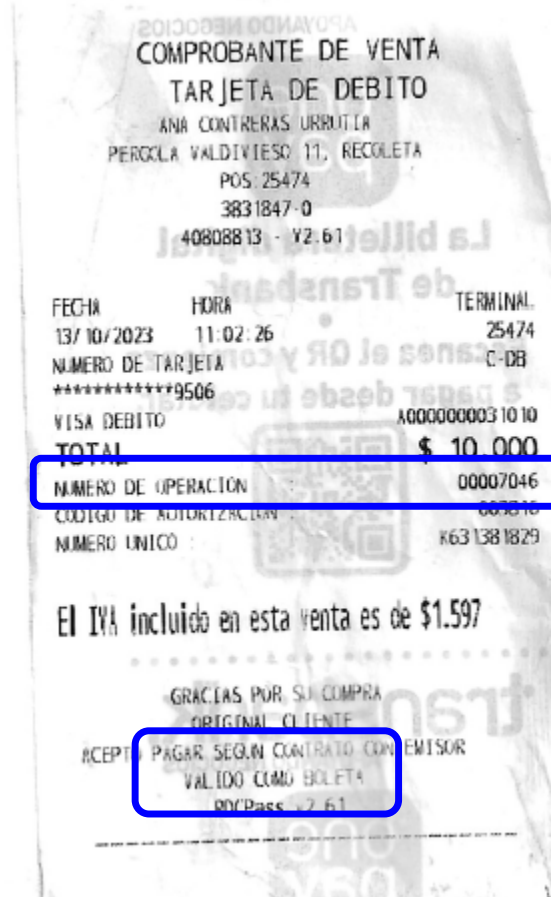 COMPROBANTE DE VENTA
TARJETA DE DEBITO
ANA CONTRERAS URRUTIA
PERGOLA VALDIVIESO 11, RECOLETA
POS:25474
3831847-0
40808813 - V2.61
FECHA HORA TERMINAL
13/10/2023 11:02:26 25474
NUMERO DE TARJETA C-DB
************9506
VISA DEBITO A0000000031010
TOTAL $ 10.000
NUMERO DE OPERACION : 00007046
CODIGO DE AUTORIZACION :
NUMERO UNICO : K631381829
El IVA incluido en esta venta es de $1.597
GRACIAS POR SU COMPRA
ORIGINAL CLIENTE
ACEPTO PAGAR SEGUN CONTRATO CON EMISOR
VALIDO COMO BOLETA
PDCPass v2.61